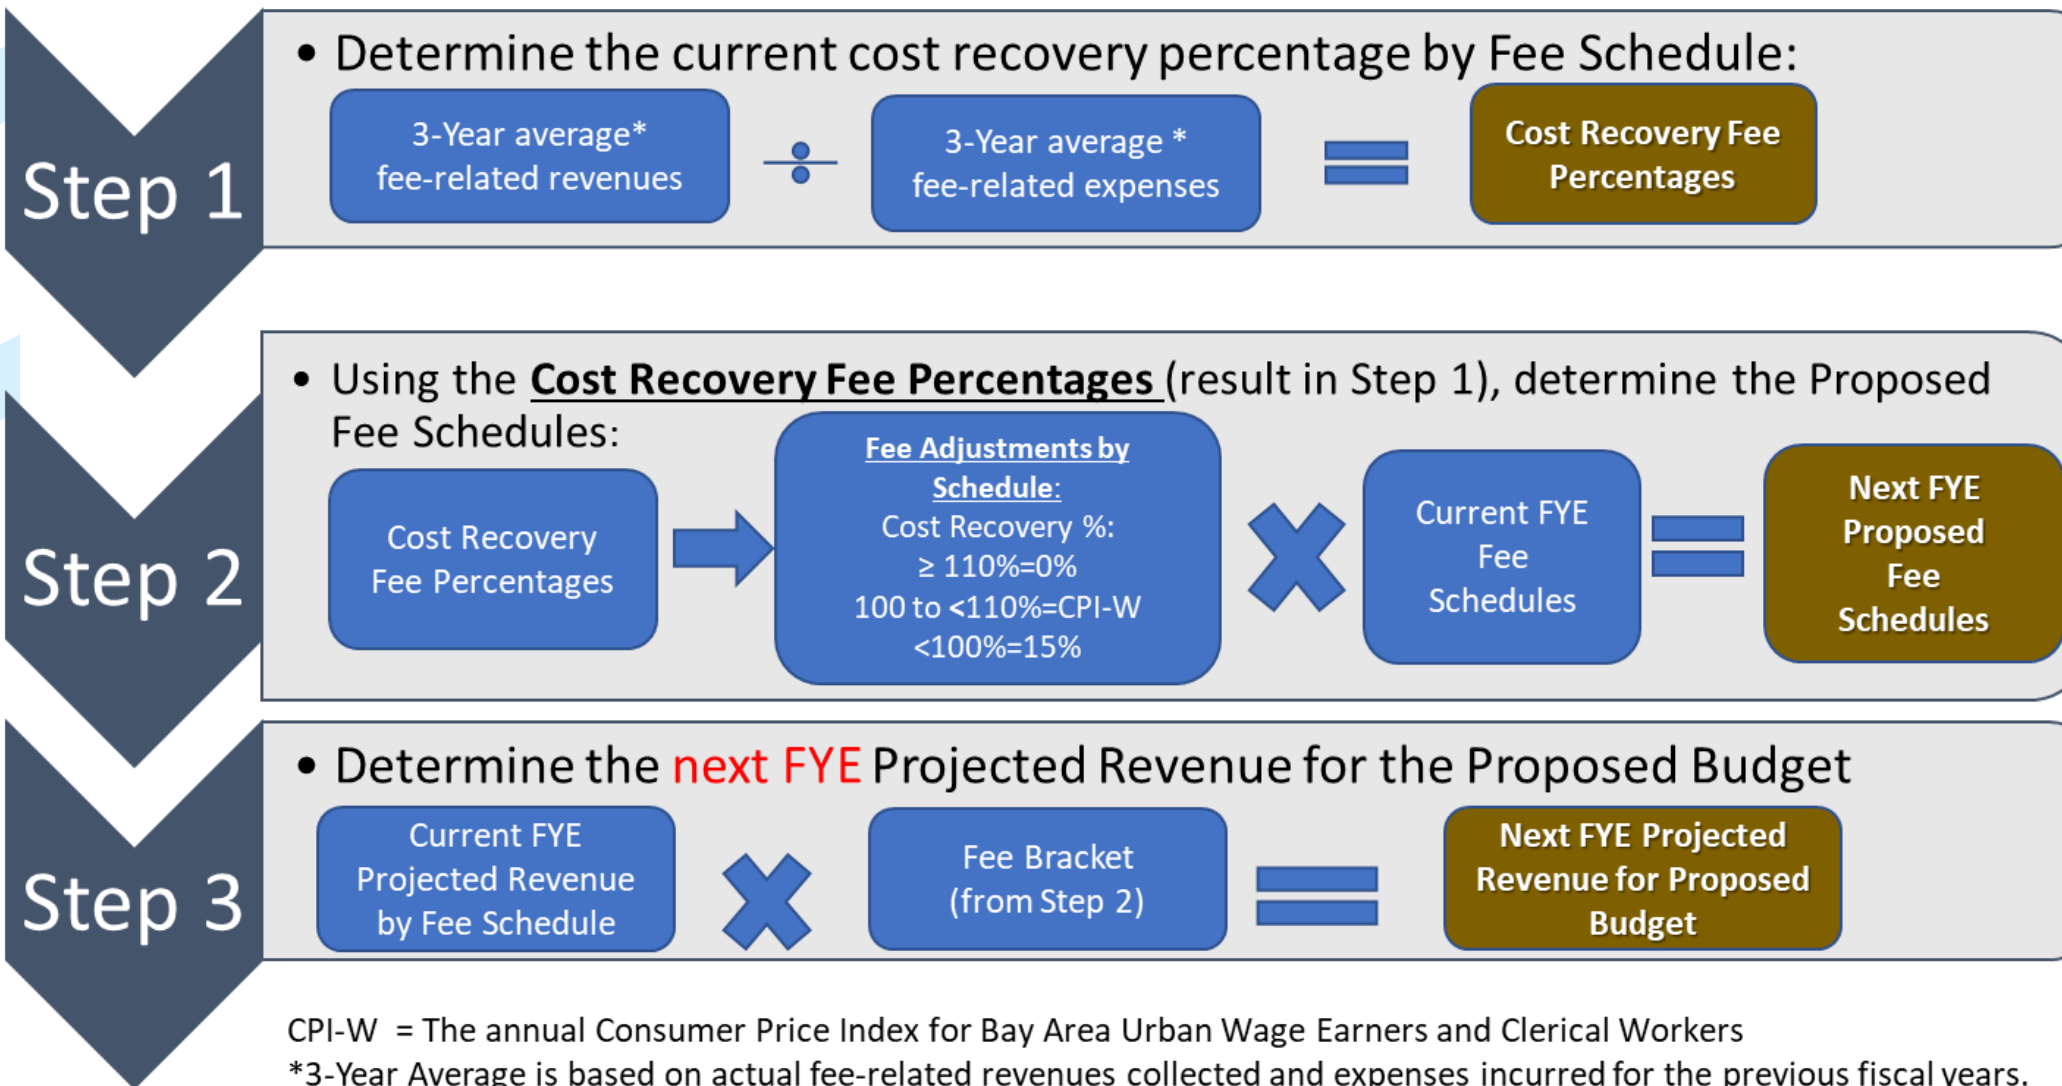 Step 1
• Determine the current cost recovery percentage by Fee Schedule:
3-Year average*
fee-related revenues
3-Year average *
fee-related expenses
Cost Recovery Fee
Percentages
Step 2
• Using the Cost Recovery Fee Percentages (result in Step 1), determine the Proposed
Fee Schedules:
Cost Recovery
Fee Percentages
Fee Adjustments by
Schedule:
Cost Recovery %:
≥ 110%=0%
100 to <110%=CPI-W
<100%=15%
Current FYE
Fee
Schedules
Next FYE
Proposed
Fee
Schedules
Step 3
• Determine the next FYE Projected Revenue for the Proposed Budget
Current FYE
Projected Revenue
by Fee Schedule
Fee Bracket
(from Step 2)
Next FYE Projected
Revenue for Proposed
Budget
CPI-W = The annual Consumer Price Index for Bay Area Urban Wage Earners and Clerical Workers
*3-Year Average is based on actual fee-related revenues collected and expenses incurred for the previous fiscal years.